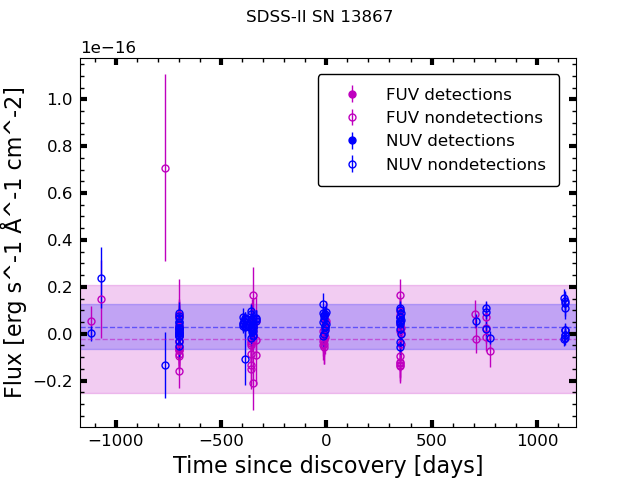 SDSS-II SN 13867
1e−16
FUV detections
FUV nondetections
NUV detections
NUV nondetections
1.0
0.8
0.6
0.4
0.2
0.0
−0.2
Flux [erg s^-1 Å^-1 cm^-2]
−1000 −500 0 500 1000
Time since discovery [days]